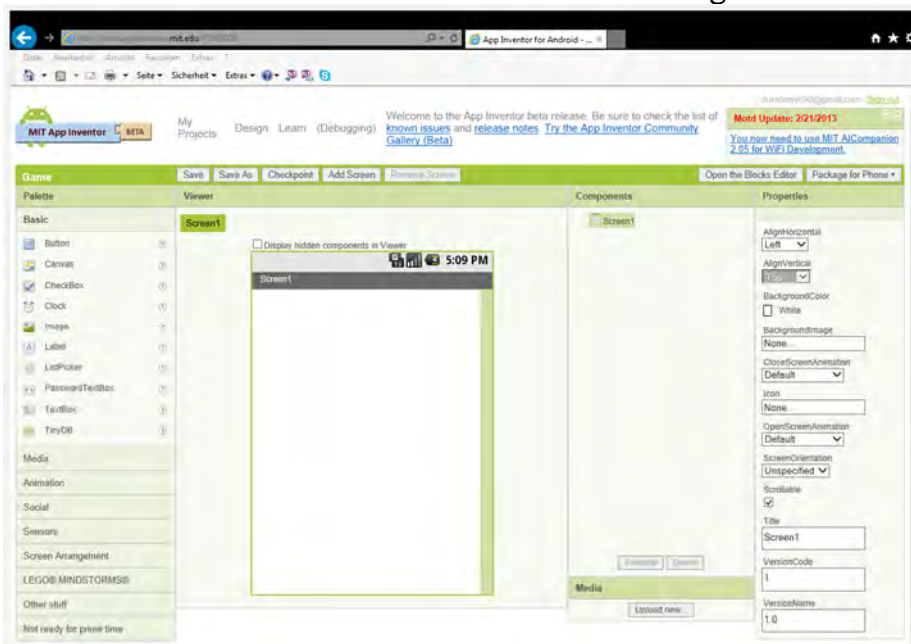 mit.edu
App Inventor for Android - ...
Datei Bearbeiten Ansicht Favoriten Extras ?
Seite Sicherheit Extras
MIT App Inventor BETA
My Projects Design Learn (Debugging)
Welcome to the App Inventor beta release. Be sure to check the list of
known issues and release notes. Try the App Inventor Community
Gallery (Beta)
Sign out
Motd Update: 2/21/2013
You now need to use MIT AICompanion
2.05 for WiFi Development.
Game
Save Save As Checkpoint Add Screen Remove Screen
Open the Blocks Editor Package for Phone
Palette
Basic
Button
Canvas
CheckBox
Clock
Image
Label
ListPicker
PasswordTextBox
TextBox
TinyDB
Media
Animation
Social
Sensors
Screen Arrangement
LEGO® MINDSTORMS®
Other stuff
Not ready for prime time
Viewer
Screen1
Display hidden components in Viewer
5:09 PM
Screen1
Components
Screen1
Rename Delete
Media
Upload new...
Properties
AlignHorizontal
Left
AlignVertical
Top
BackgroundColor
White
BackgroundImage
None...
CloseScreenAnimation
Default
Icon
None...
OpenScreenAnimation
Default
ScreenOrientation
Unspecified
Scrollable
Title
Screen1
VersionCode
1
VersionName
1.0